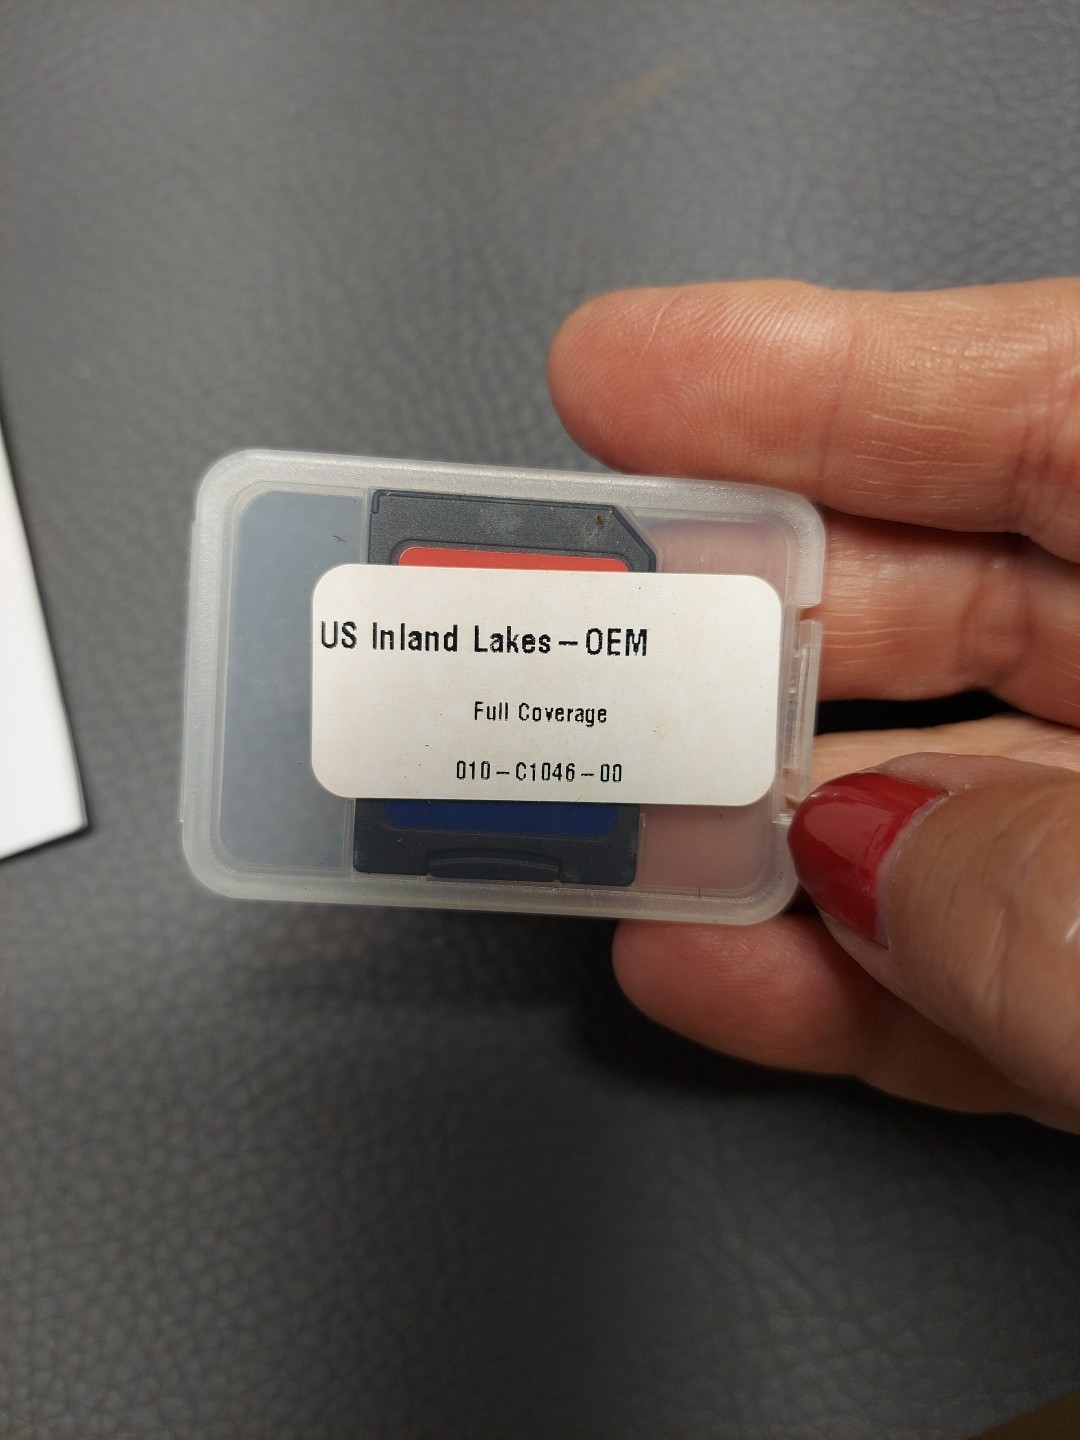 US Inland Lakes – OEM
Full Coverage
010-C1046-00